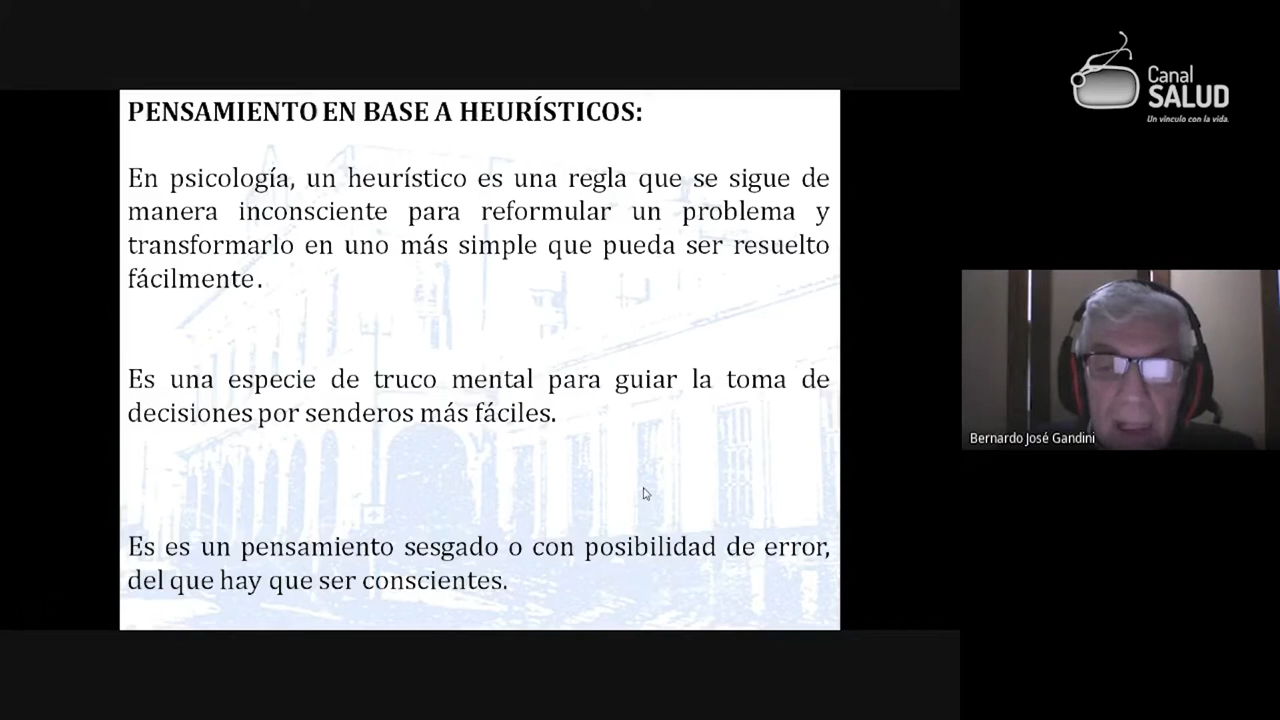 PENSAMIENTO EN BASE A HEURÍSTICOS:
En psicología, un heurístico es una regla que se sigue de
manera inconsciente para reformular un problema y
transformarlo en uno más simple que pueda ser resuelto
fácilmente.
Es una especie de truco mental para guiar la toma de
decisiones por senderos más fáciles.
Es es un pensamiento sesgado o con posibilidad de error,
del que hay que ser conscientes.
Canal
SALUD
Un vínculo con la vida.
Bernardo José Gandini